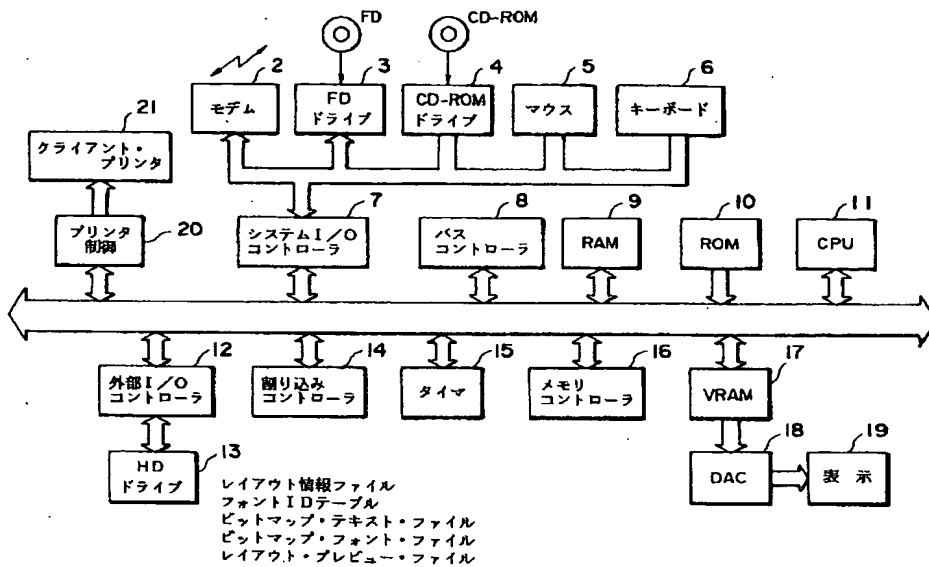 FD
CD-ROM
2
3
4
5
6
モデム
FD
ドライブ
CD-ROM
ドライブ
マウス
キーボード
21
クライアント・
プリンタ
7
8
9
10
11
プリンタ
制御
20
システムI/O
コントローラ
バス
コントローラ
RAM
ROM
CPU
12
14
15
16
17
外部I/O
コントローラ
割り込み
コントローラ
タイマ
メモリ
コントローラ
VRAM
13
18
19
HD
ドライブ
DAC
表 示
レイアウト情報ファイル
フォントIDテーブル
ビットマップ・テキスト・ファイル
ビットマップ・フォント・ファイル
レイアウト・プレビュー・ファイル